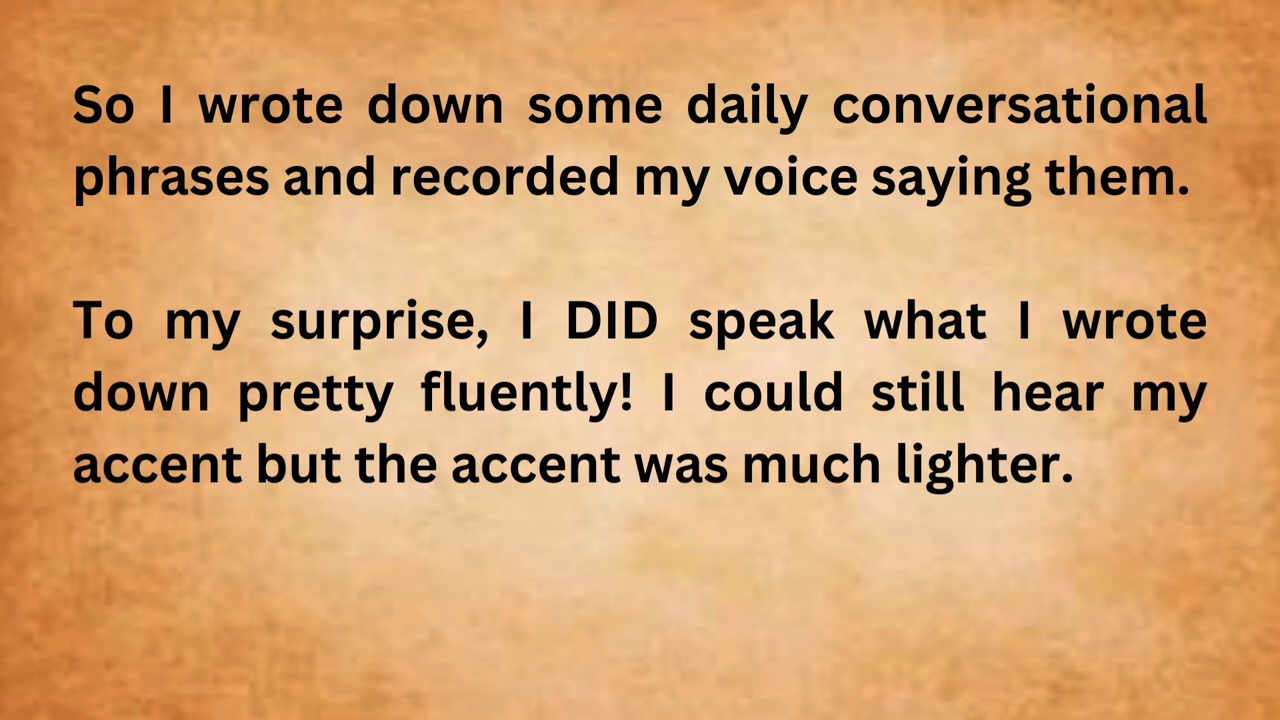 So I wrote down some daily conversational
phrases and recorded my voice saying them.
To my surprise, I DID speak what I wrote
down pretty fluently! I could still hear my
accent but the accent was much lighter.